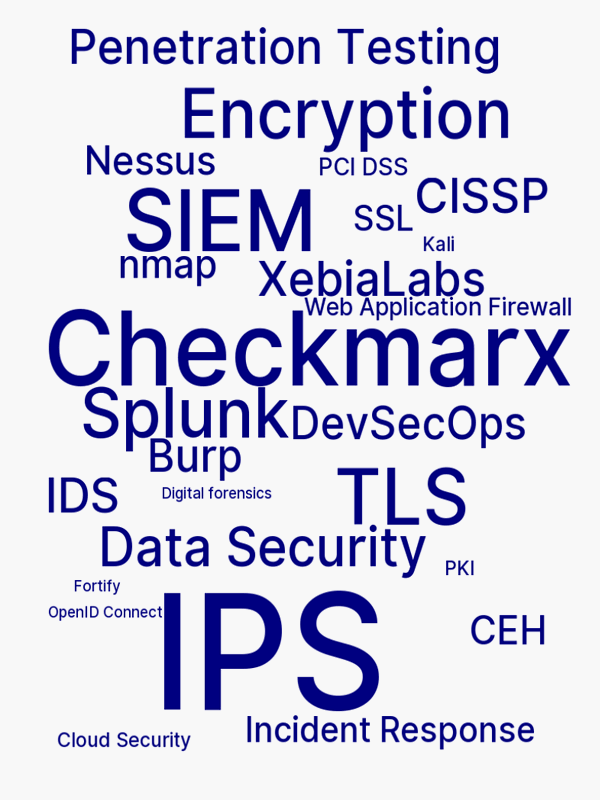 Penetration Testing
Encryption
Nessus
PCI DSS
CISSP
SIEM
SSL
Kali
nmap
XebiaLabs
Web Application Firewall
Checkmarx
Splunk
DevSecOps
Burp
IDS
Digital forensics
TLS
Data Security
PKI
Fortify
OpenID Connect
IPS
CEH
Incident Response
Cloud Security